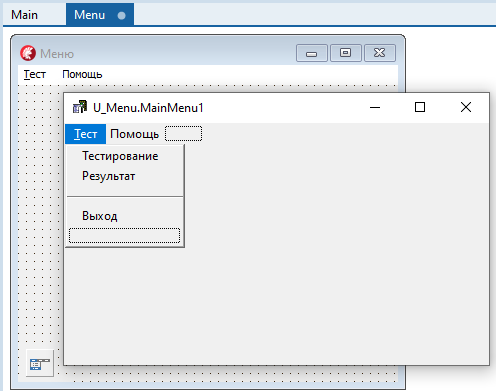 Main Menu
Меню
Тест Помощь
U_Menu.MainMenu1
Тест Помощь
Тестирование
Результат
Выход